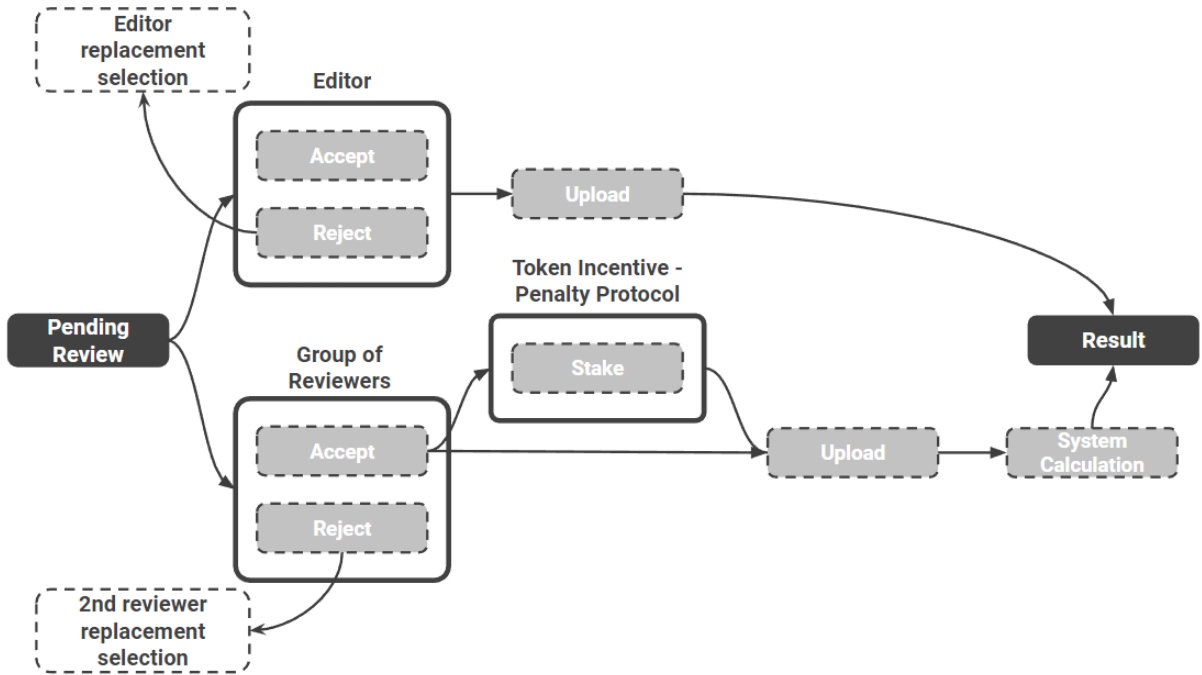 Editor
replacement
selection
Editor
Accept
Reject
Upload
Token Incentive -
Penalty Protocol
Stake
Pending
Review
Result
Group of
Reviewers
Accept
Reject
Upload
System
Calculation
2nd reviewer
replacement
selection